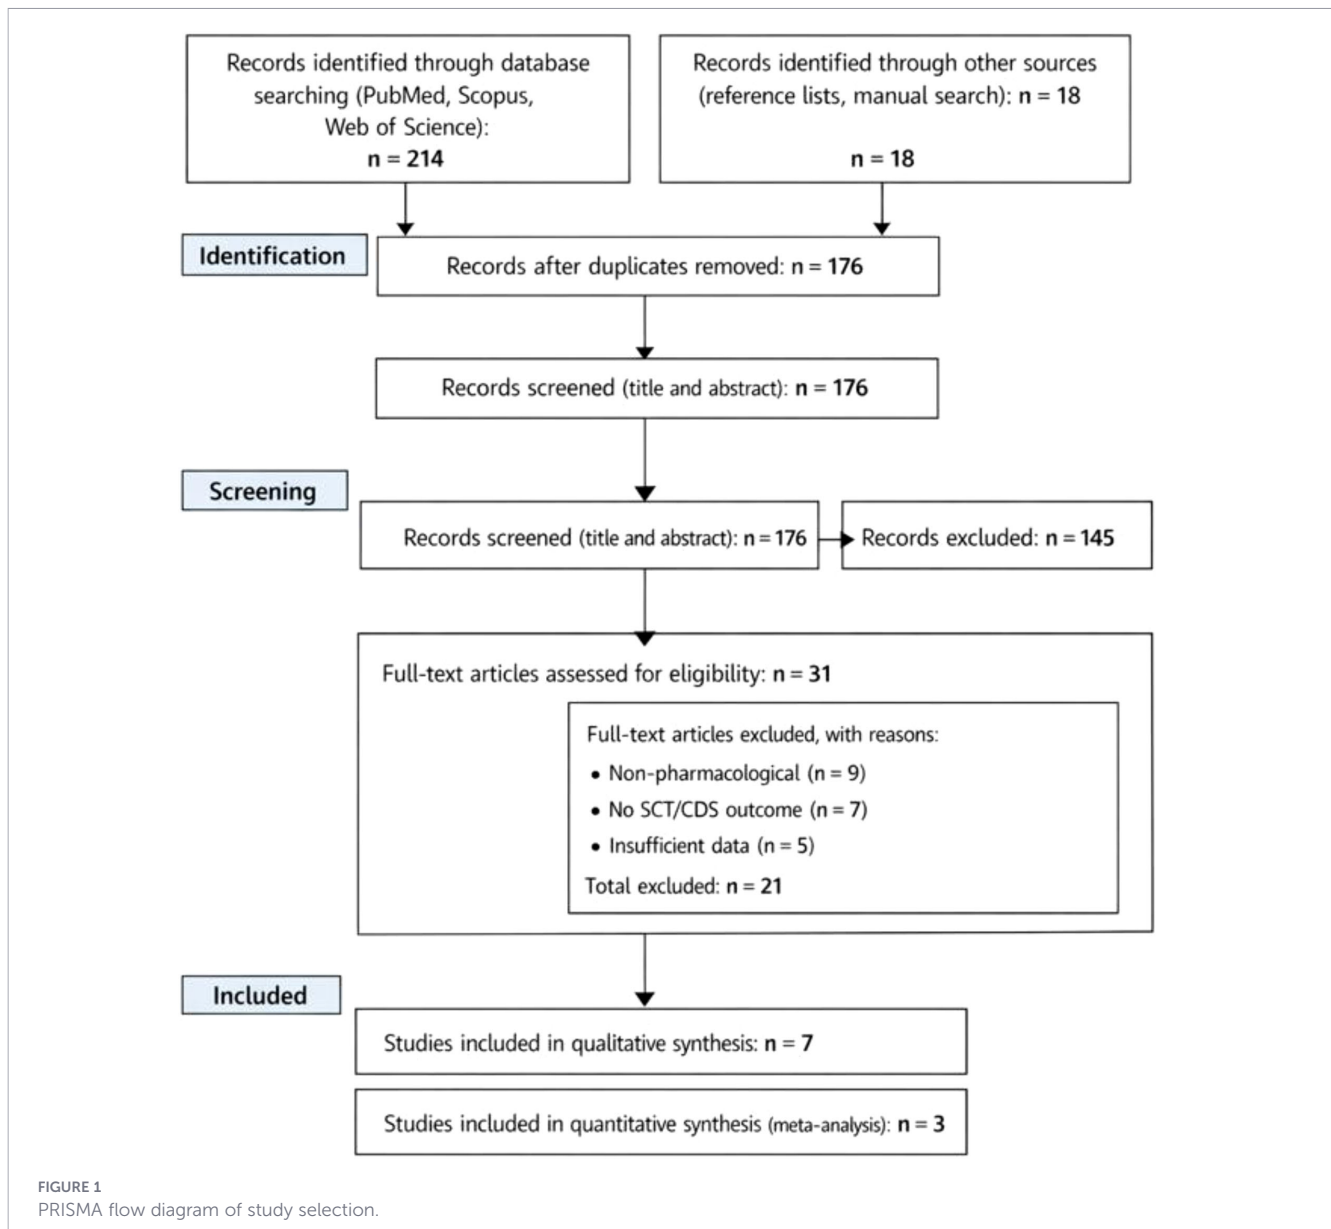 Records identified through database
searching (PubMed, Scopus,
Web of Science):
n = 214
Records identified through other sources
(reference lists, manual search): n = 18
n = 18
Identification
Records after duplicates removed: n = 176
Records screened (title and abstract): n = 176
Screening
Records screened (title and abstract): n = 176
Records excluded: n = 145
Full-text articles assessed for eligibility: n = 31
Full-text articles excluded, with reasons:
• Non-pharmacological (n = 9)
• No SCT/CDS outcome (n = 7)
• Insufficient data (n = 5)
Total excluded: n = 21
Included
Studies included in qualitative synthesis: n = 7
Studies included in quantitative synthesis (meta-analysis): n = 3
FIGURE 1
PRISMA flow diagram of study selection.